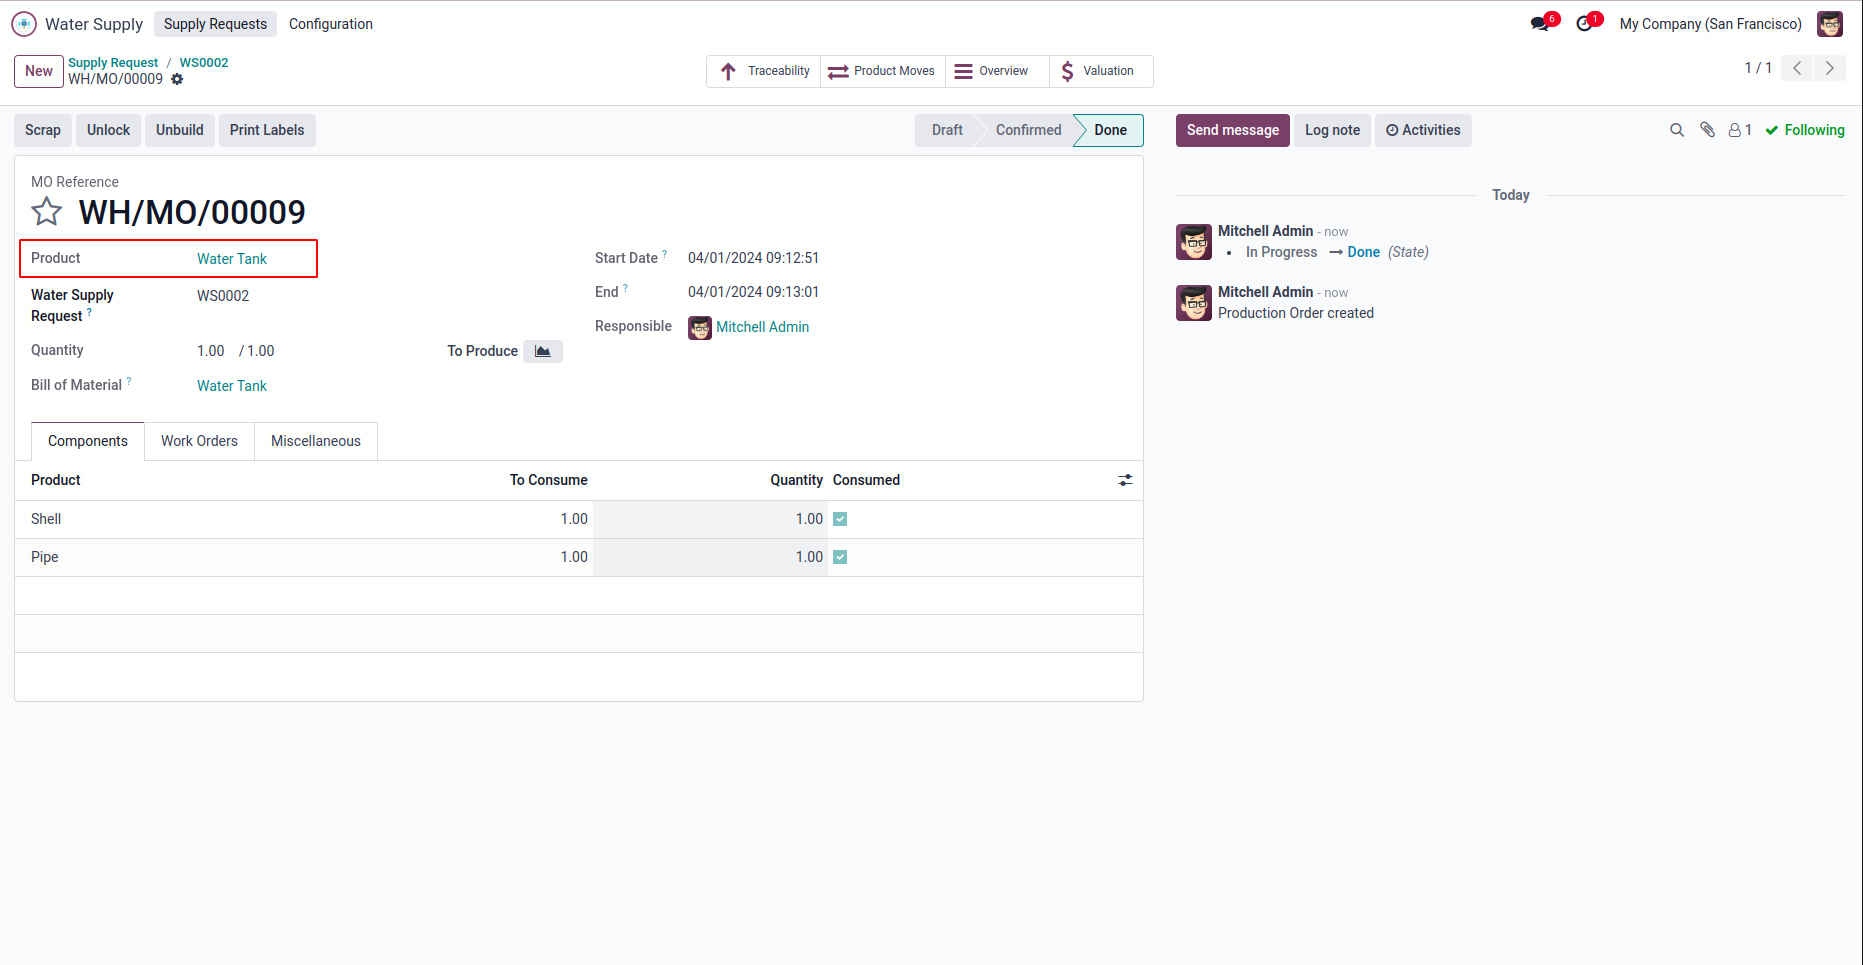 Water Supply Supply Requests Configuration 6 1 My Company (San Francisco)
New Supply Request / WS0002
WH/MO/00009
Traceability Product Moves Overview Valuation 1 / 1
Scrap Unlock Unbuild Print Labels Draft Confirmed Done
Send message Log note Activities 1 Following
MO Reference
WH/MO/00009
Product Water Tank
Water Supply Request ? WS0002
Quantity 1.00 / 1.00 To Produce
Bill of Material ? Water Tank
Start Date ? 04/01/2024 09:12:51
End ? 04/01/2024 09:13:01
Responsible Mitchell Admin
Components Work Orders Miscellaneous
Product To Consume Quantity Consumed
Shell 1.00 1.00
Pipe 1.00 1.00
Today
Mitchell Admin - now
• In Progress → Done (State)
Mitchell Admin - now
Production Order created